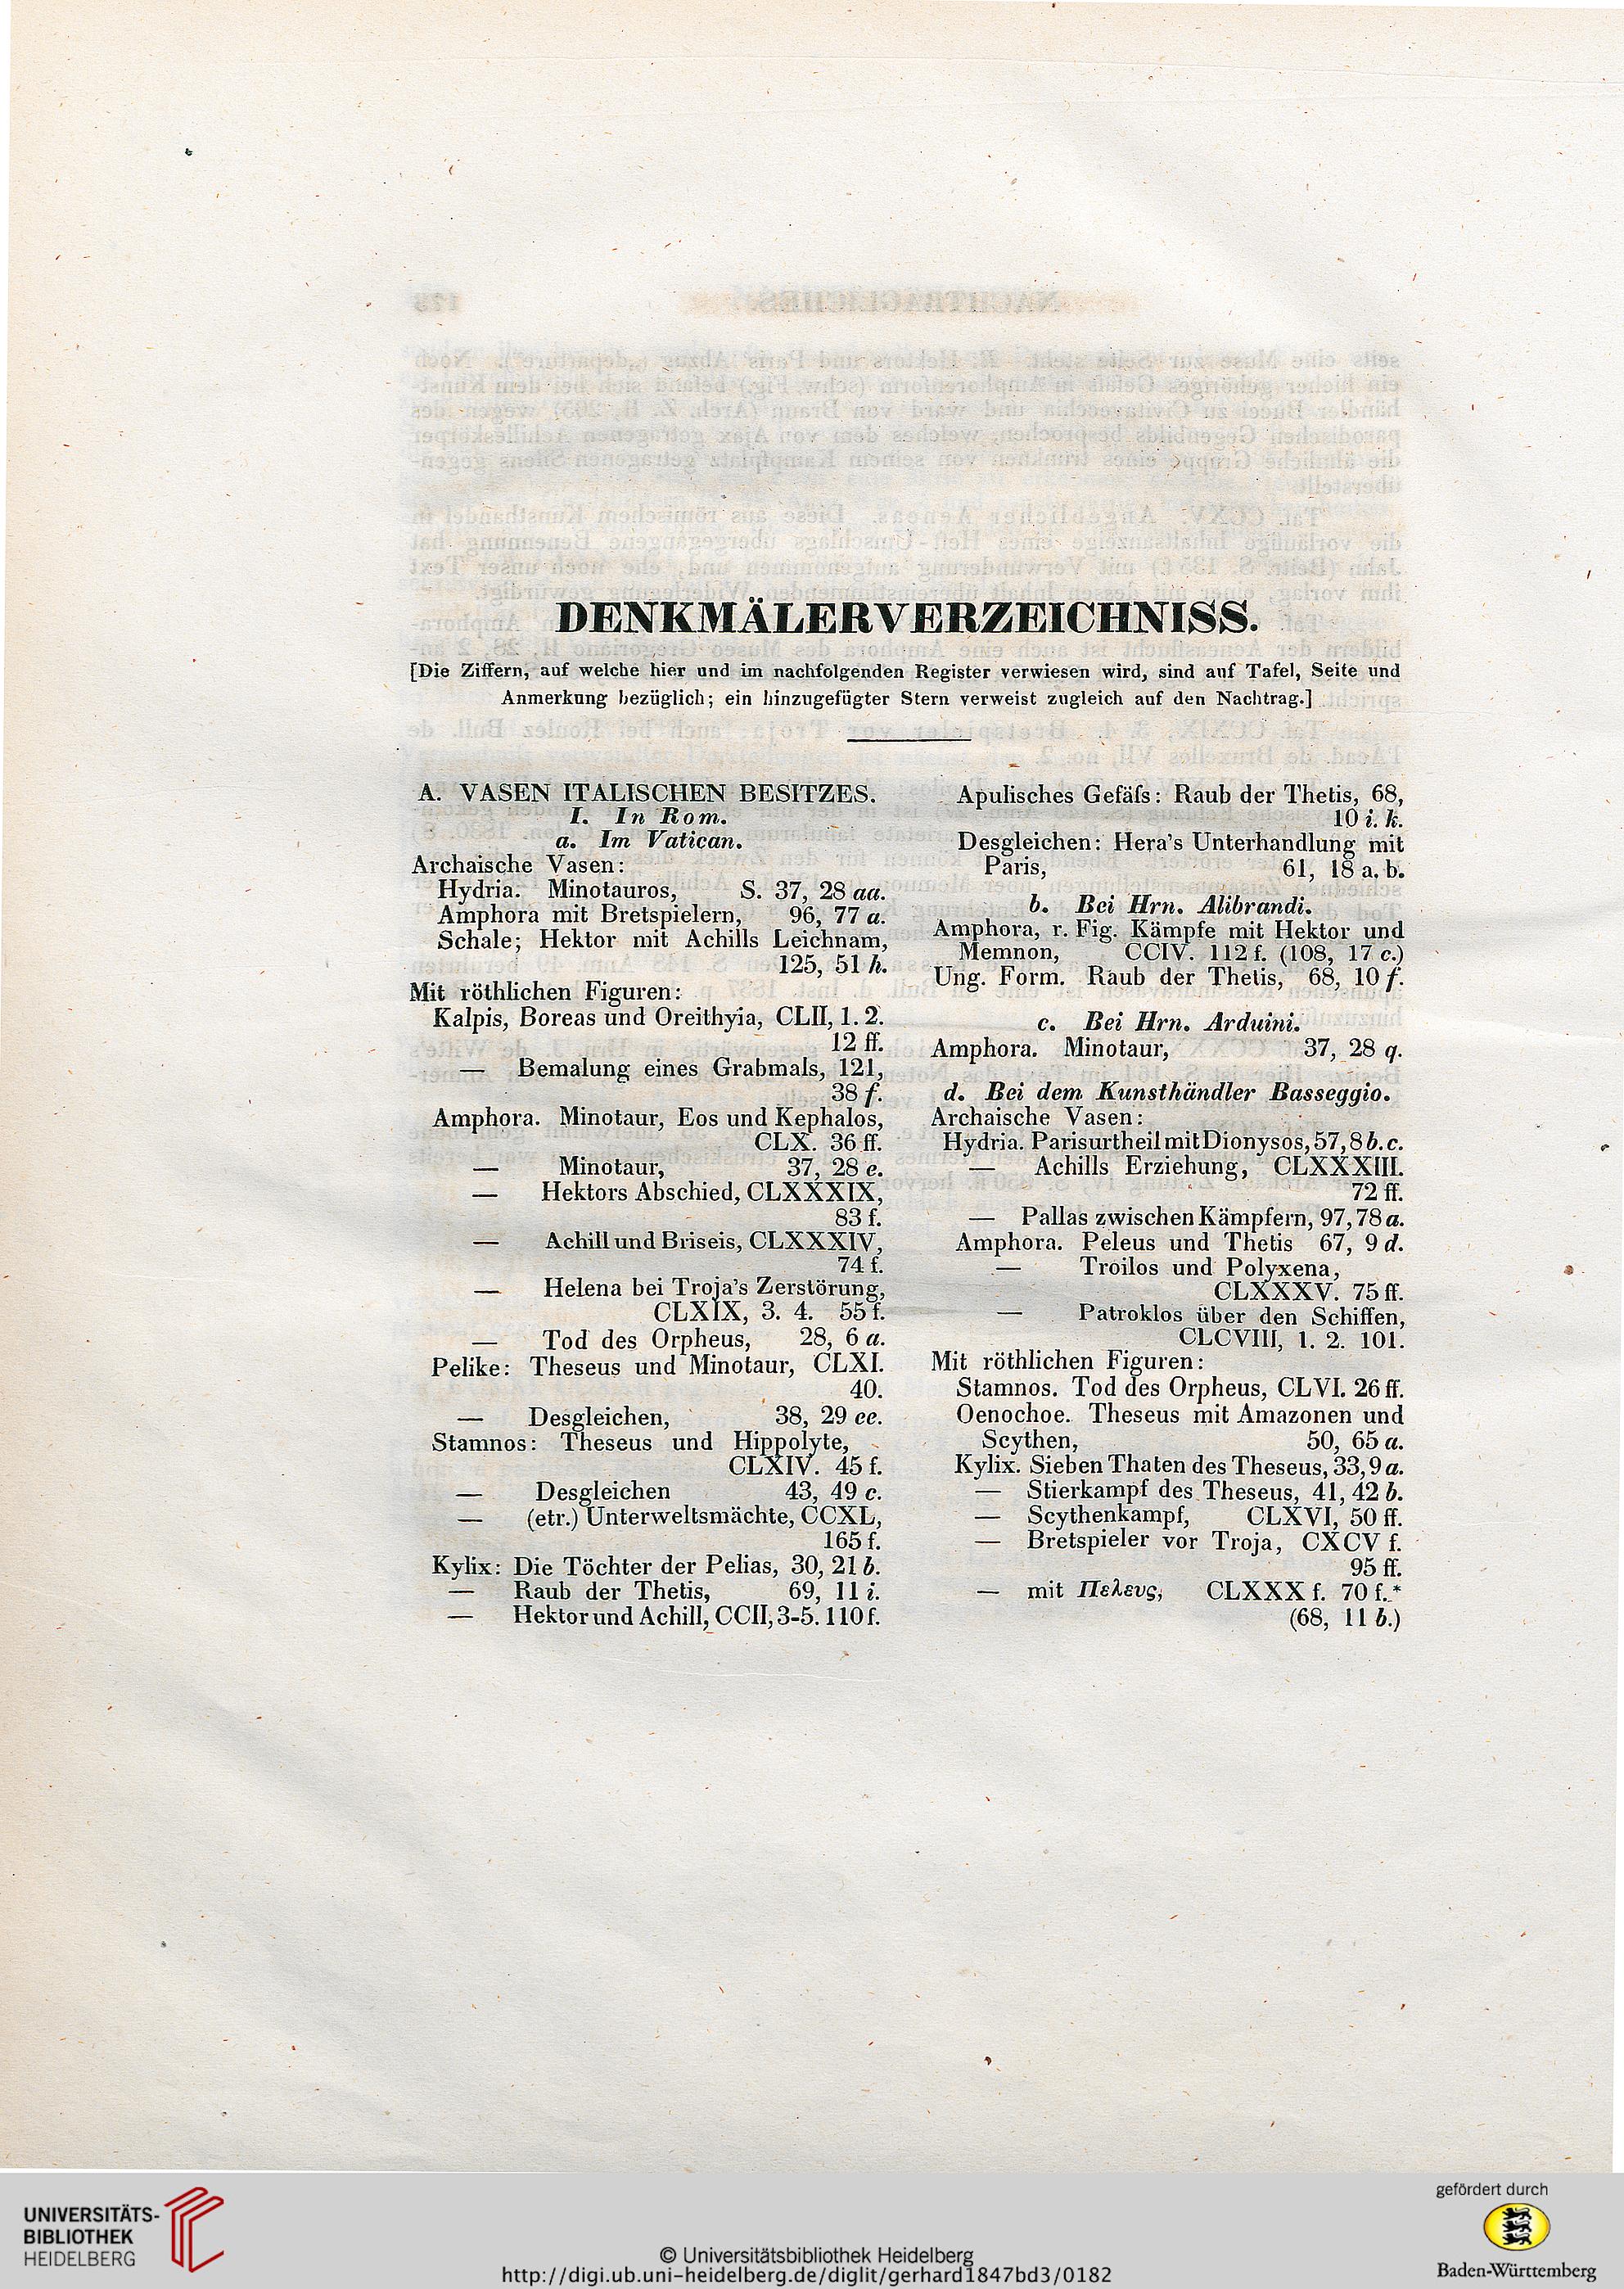 DENKMÄLERVERZEICHNISS.
[Die Ziffern, auf welche hier und im nachfolgenden Register verwiesen wird, sind auf Tafel, Seite und
Anmerkung bezüglich; ein hinzugefügter Stern verweist zugleich auf den Nachtrag.]
A. VASEN ITALISCHEN BESITZES.
I. In Rom.
a. Im Vatican.
Archaische Vasen:
Hydria. Minotauros, S. 37, 28 aa.
Amphora mit Bretspielern, 96, 77 a.
Schale; Hektor mit Achills Leichnam,
125, 51 h.
Mit röthlichen Figuren:
Kalpis, Boreas und Oreithyia, CLII, 1. 2.
12 ff.
— Bemalung eines Grabmals, 121,
38 f.
Amphora. Minotaur, Eos und Kephalos,
CLX. 36 ff.
— Minotaur, 37, 28 e.
— Hektors Abschied, CLXXXIX,
83 f.
— Achill und Briseis, CLXXXIV,
74 f.
— Helena bei Troja's Zerstörung,
CLXIX, 3. 4. 55 f.
— Tod des Orpheus, 28, 6 a.
Pelike: Theseus und Minotaur, CLXI.
40.
— Desgleichen, 38, 29 ee.
Stamnos: Theseus und Hippolyte,
CLXIV. 45 f.
— Desgleichen 43, 49 c.
— (etr.) Unterweltsmächte, CCXL,
165 f.
Kylix: Die Töchter der Pelias, 30, 21 b.
— Raub der Thetis, 69, 11 i.
— Hektor und Achill, CCII, 3-5. 110 f.
Apulisches Gefäſs: Raub der Thetis, 68,
10 i. k.
Desgleichen: Hera's Unterhandlung mit
Paris, 61, 18 a. b.
b. Bei Hrn. Alibrandi.
Amphora, r. Fig. Kämpfe mit Hektor und
Memnon, CCIV. 112 f. (108, 17 c.)
Ung. Form. Raub der Thetis, 68, 10 f.
c. Bei Hrn. Arduini.
Amphora. Minotaur, 37, 28 q.
d. Bei dem Kunsthändler Basseggio.
Archaische Vasen:
Hydria. Parisurtheil mit Dionysos, 57, 8 b. c.
— Achills Erziehung, CLXXXIII.
72 ff.
— Pallas zwischen Kämpfern, 97, 78 a.
Amphora. Peleus und Thetis 67, 9 d.
— Troilos und Polyxena,
CLXXXV. 75 ff.
— Patroklos über den Schiffen,
CLCVIII, 1. 2. 101.
Mit röthlichen Figuren:
Stamnos. Tod des Orpheus, CLVI. 26 ff.
Oenochoe. Theseus mit Amazonen und
Scythen, 50, 65 a.
Kylix. Sieben Thaten des Theseus, 33, 9 a.
— Stierkampf des Theseus, 41, 42 b.
— Scythenkampf, CLXVI, 50 ff.
— Bretspieler vor Troja, CXCV f.
95 ff.
— mit Πελευς, CLXXX f. 70 f.*
(68, 11 b.)
UNIVERSITÄTS-
BIBLIOTHEK
HEIDELBERG
© Universitätsbibliothek Heidelberg
http://digi.ub.uni-heidelberg.de/diglit/gerhard1847bd3/0182
gefördert durch
Baden-Württemberg